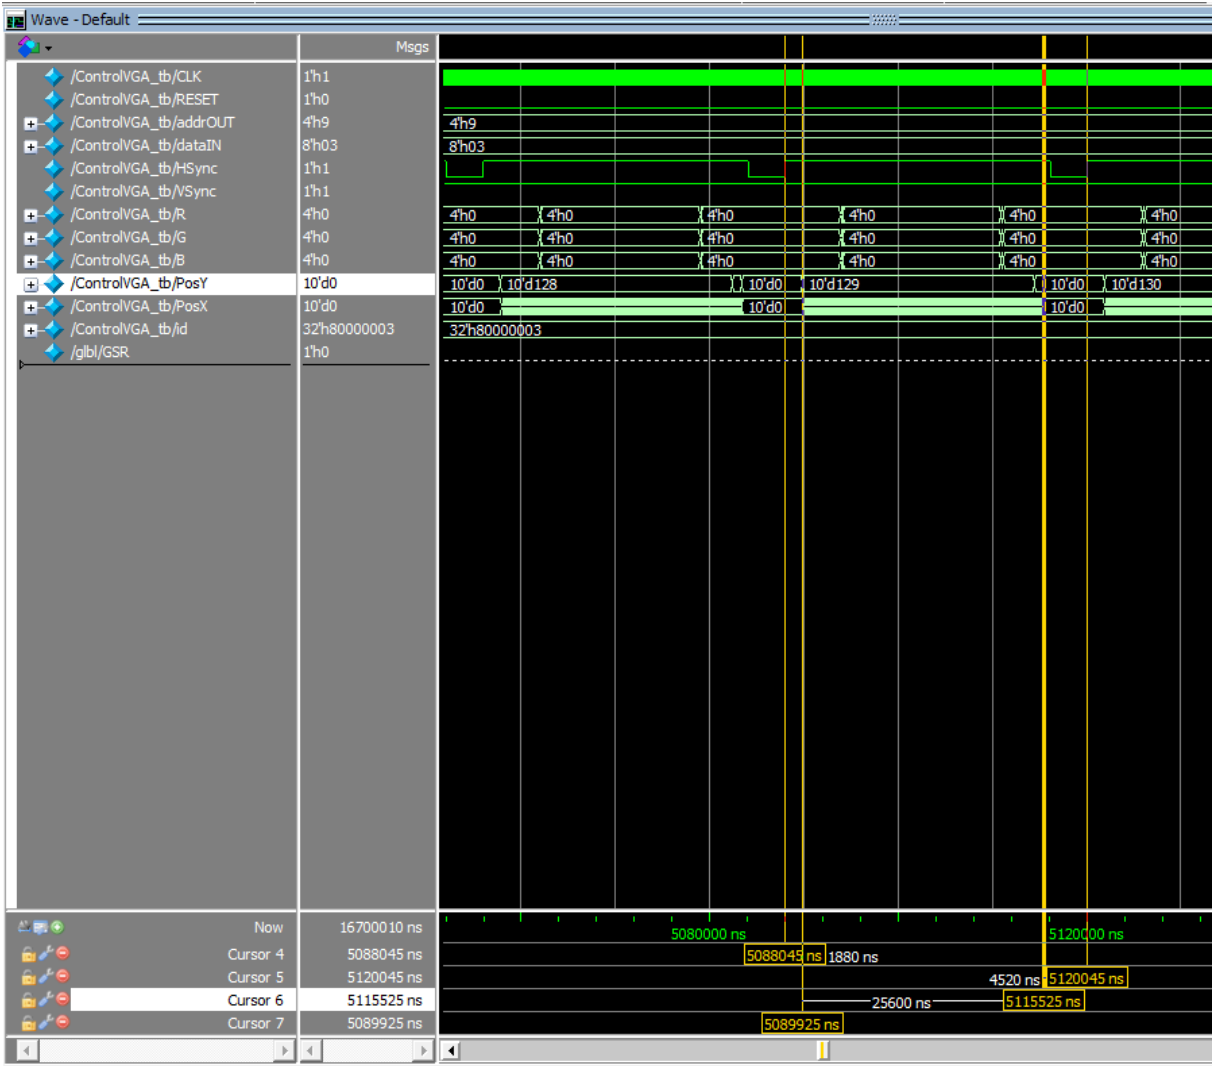 Wave - Default
Msgs
/ControlVGA_tb/CLK 1'h1
/ControlVGA_tb/RESET 1'h0
/ControlVGA_tb/addrOUT 4'h9 4'h9
/ControlVGA_tb/dataIN 8'h03 8'h03
/ControlVGA_tb/HSync 1'h1
/ControlVGA_tb/VSync 1'h1
/ControlVGA_tb/R 4'h0 4'h0 4'h0 4'h0 4'h0 4'h0 4'h0
/ControlVGA_tb/G 4'h0 4'h0 4'h0 4'h0 4'h0 4'h0 4'h0
/ControlVGA_tb/B 4'h0 4'h0 4'h0 4'h0 4'h0 4'h0 4'h0
/ControlVGA_tb/PosY 10'd0 10'd0 10'd128 10'd0 10'd129 10'd0 10'd130
/ControlVGA_tb/PosX 10'd0 10'd0 10'd0 10'd0
/ControlVGA_tb/id 32'h80000003 32'h80000003
/glbl/GSR 1'h0
Now 16700010 ns 5080000 ns 5120000 ns
Cursor 4 5088045 ns 5088045 ns 1880 ns
Cursor 5 5120045 ns 4520 ns 5120045 ns
Cursor 6 5115525 ns 25600 ns 5115525 ns
Cursor 7 5089925 ns 5089925 ns